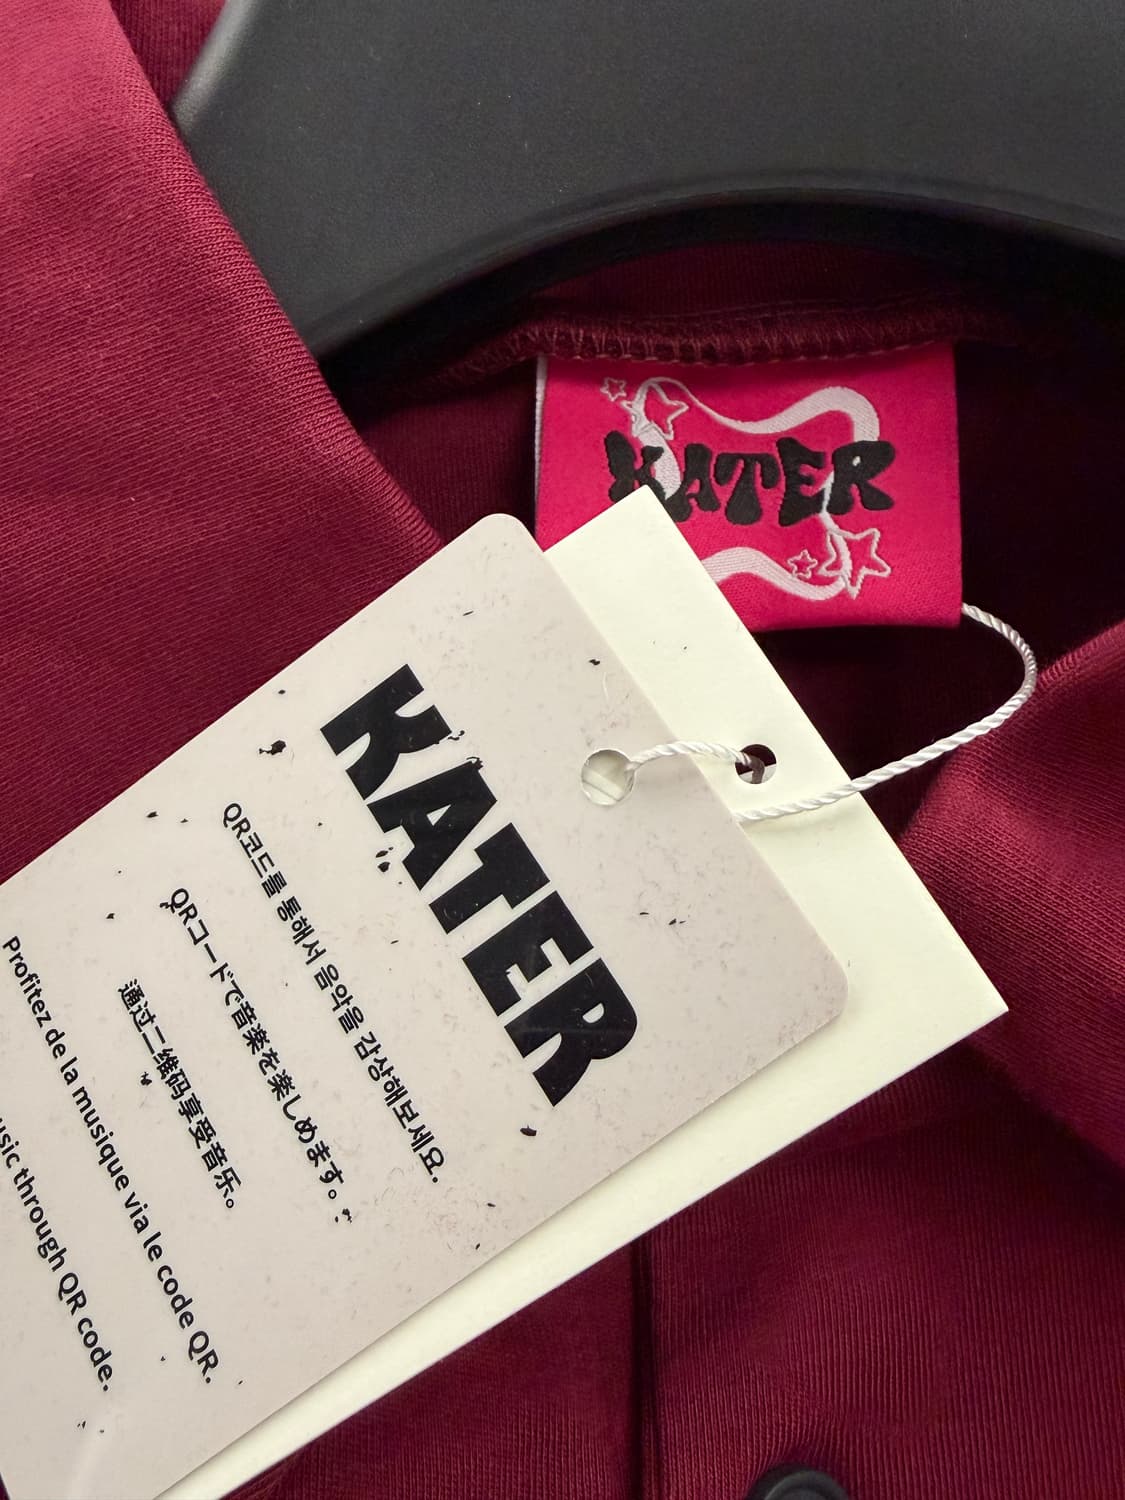 KATER
KATER
QR코드를 통해서 음악을 감상해보세요.
QRコードで音楽を楽しめます。
通过二维码享受音乐。
Profitez de la musique via le code QR.
through QR code.